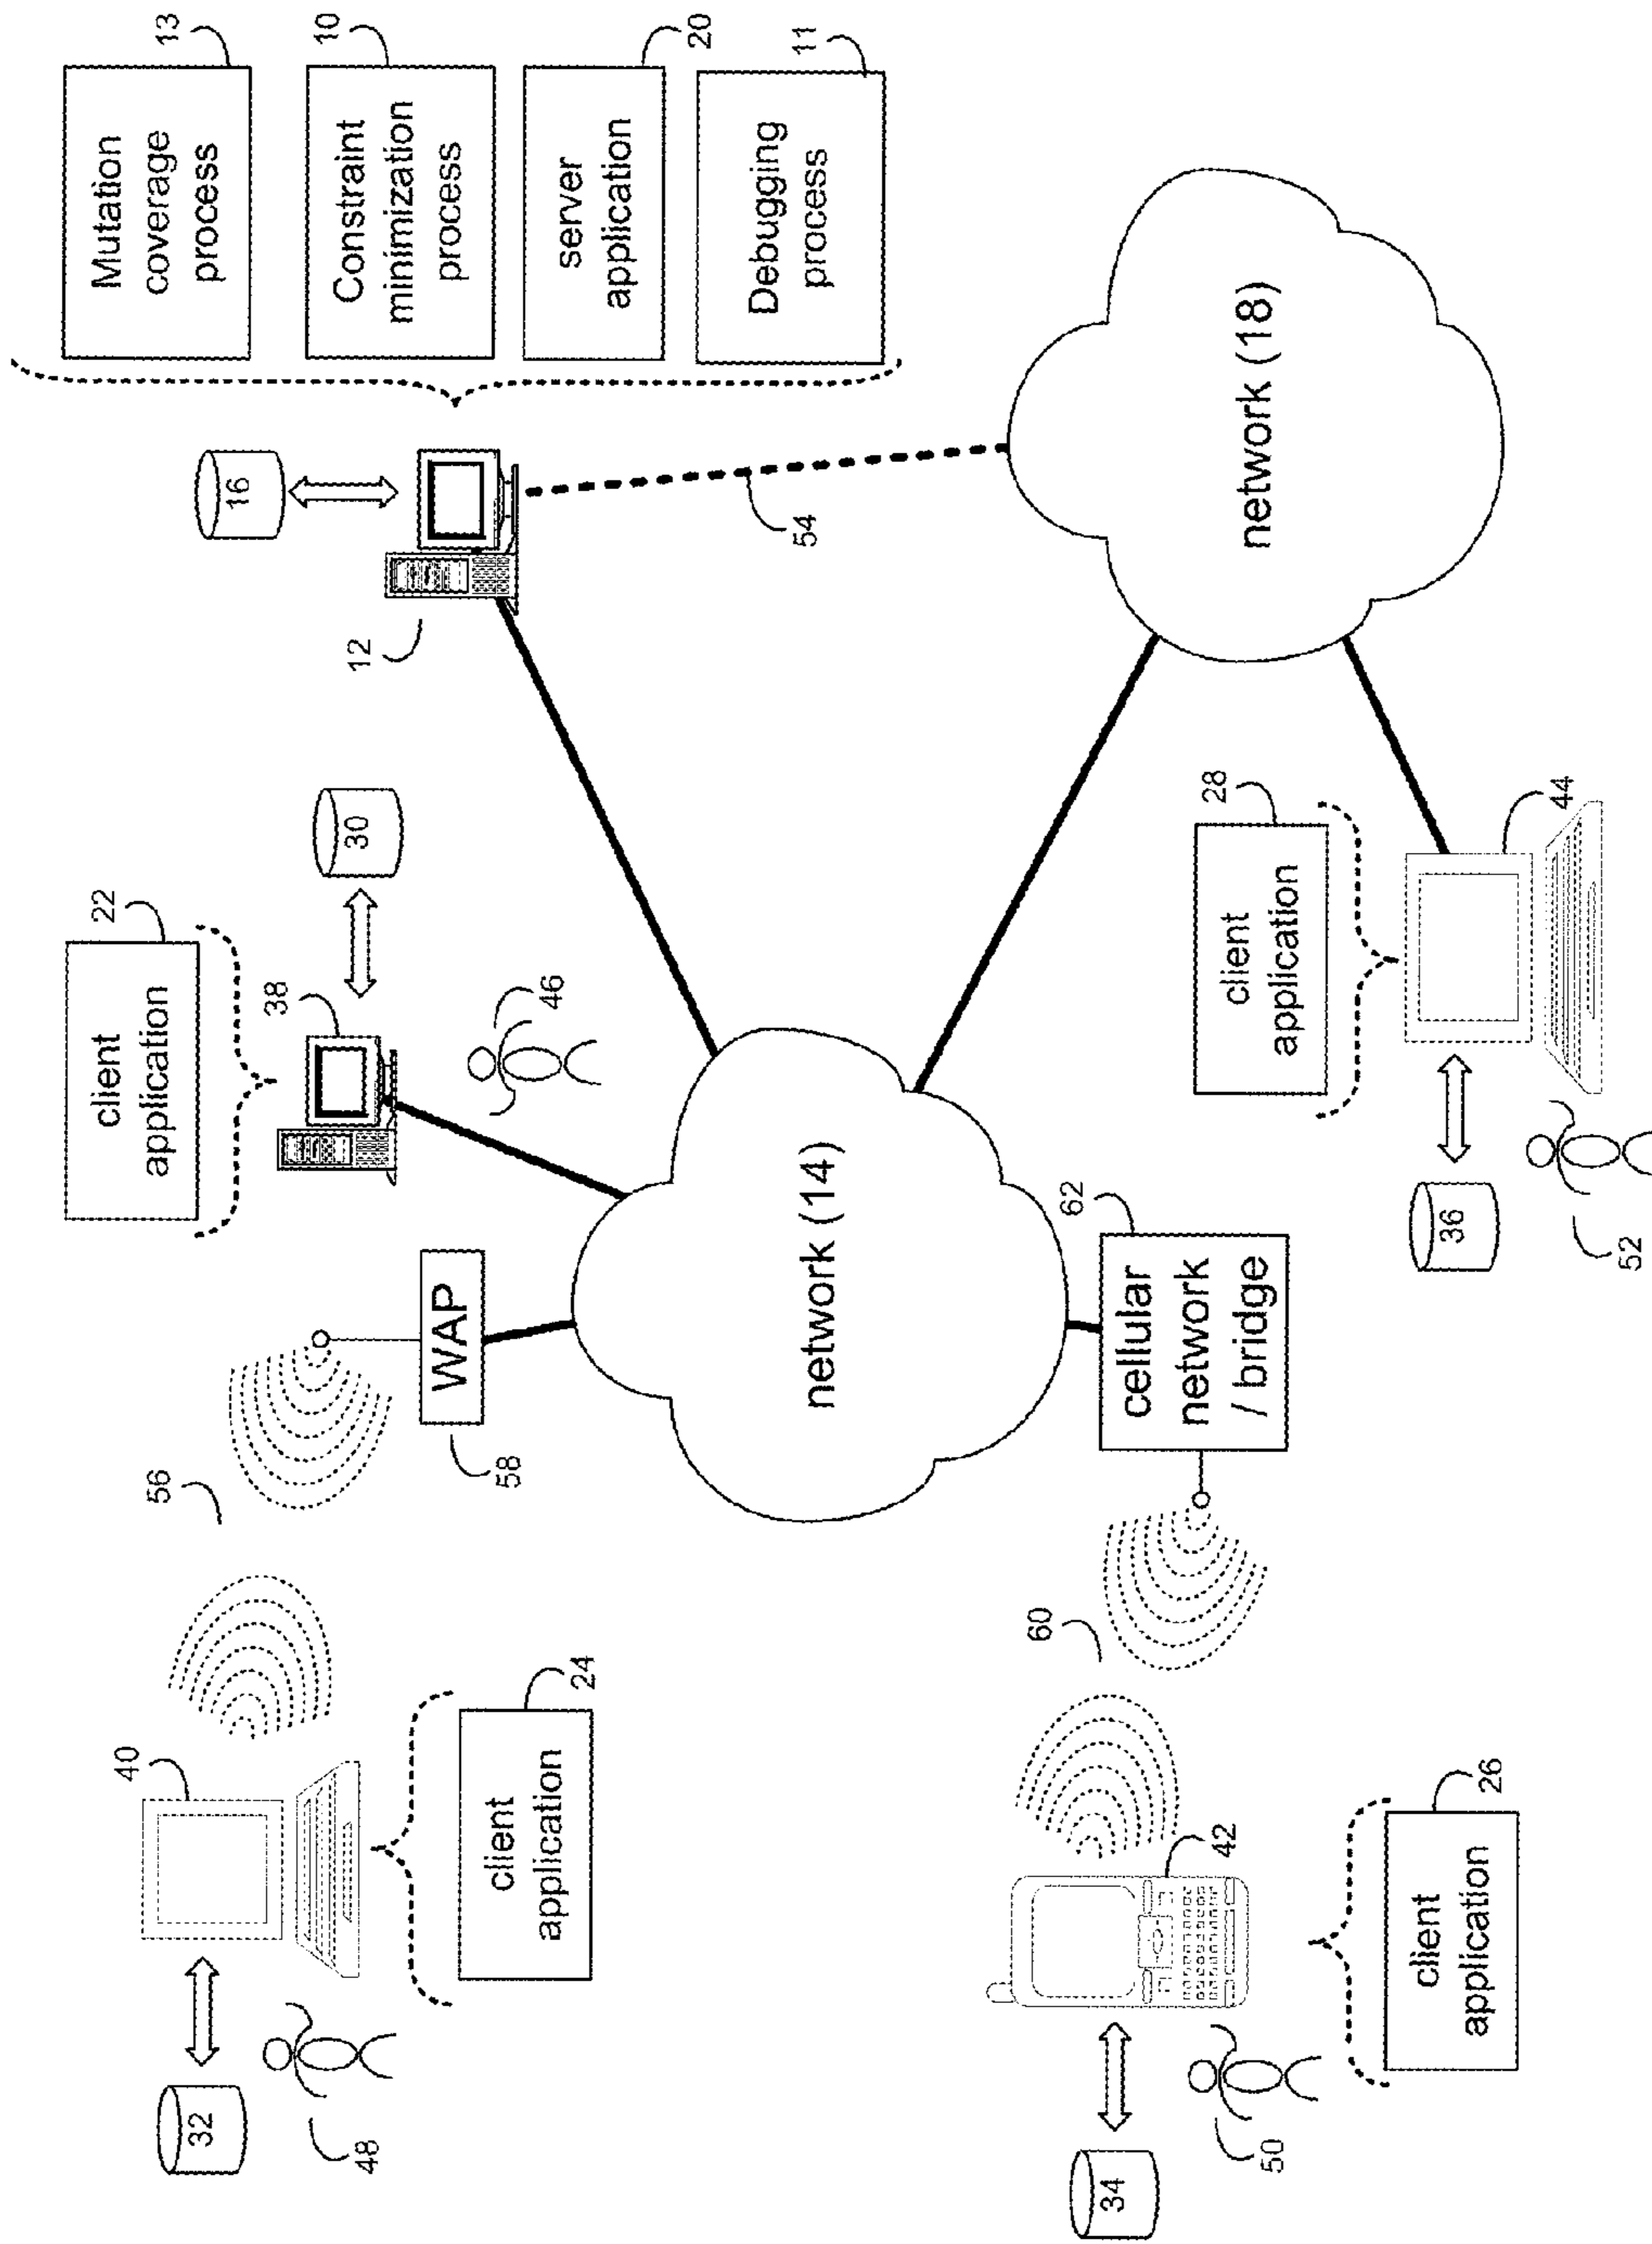 32
40
48
client
application
24
56
WAP
58
client
application
22
38
30
46
16
12
Mutation
coverage
process
13
Constraint
minimization
process
10
server
application
20
Debugging
process
11
54
network (14)
network (18)
34
42
50
client
application
26
60
cellular
network
/ bridge
62
client
application
28
36
44
52